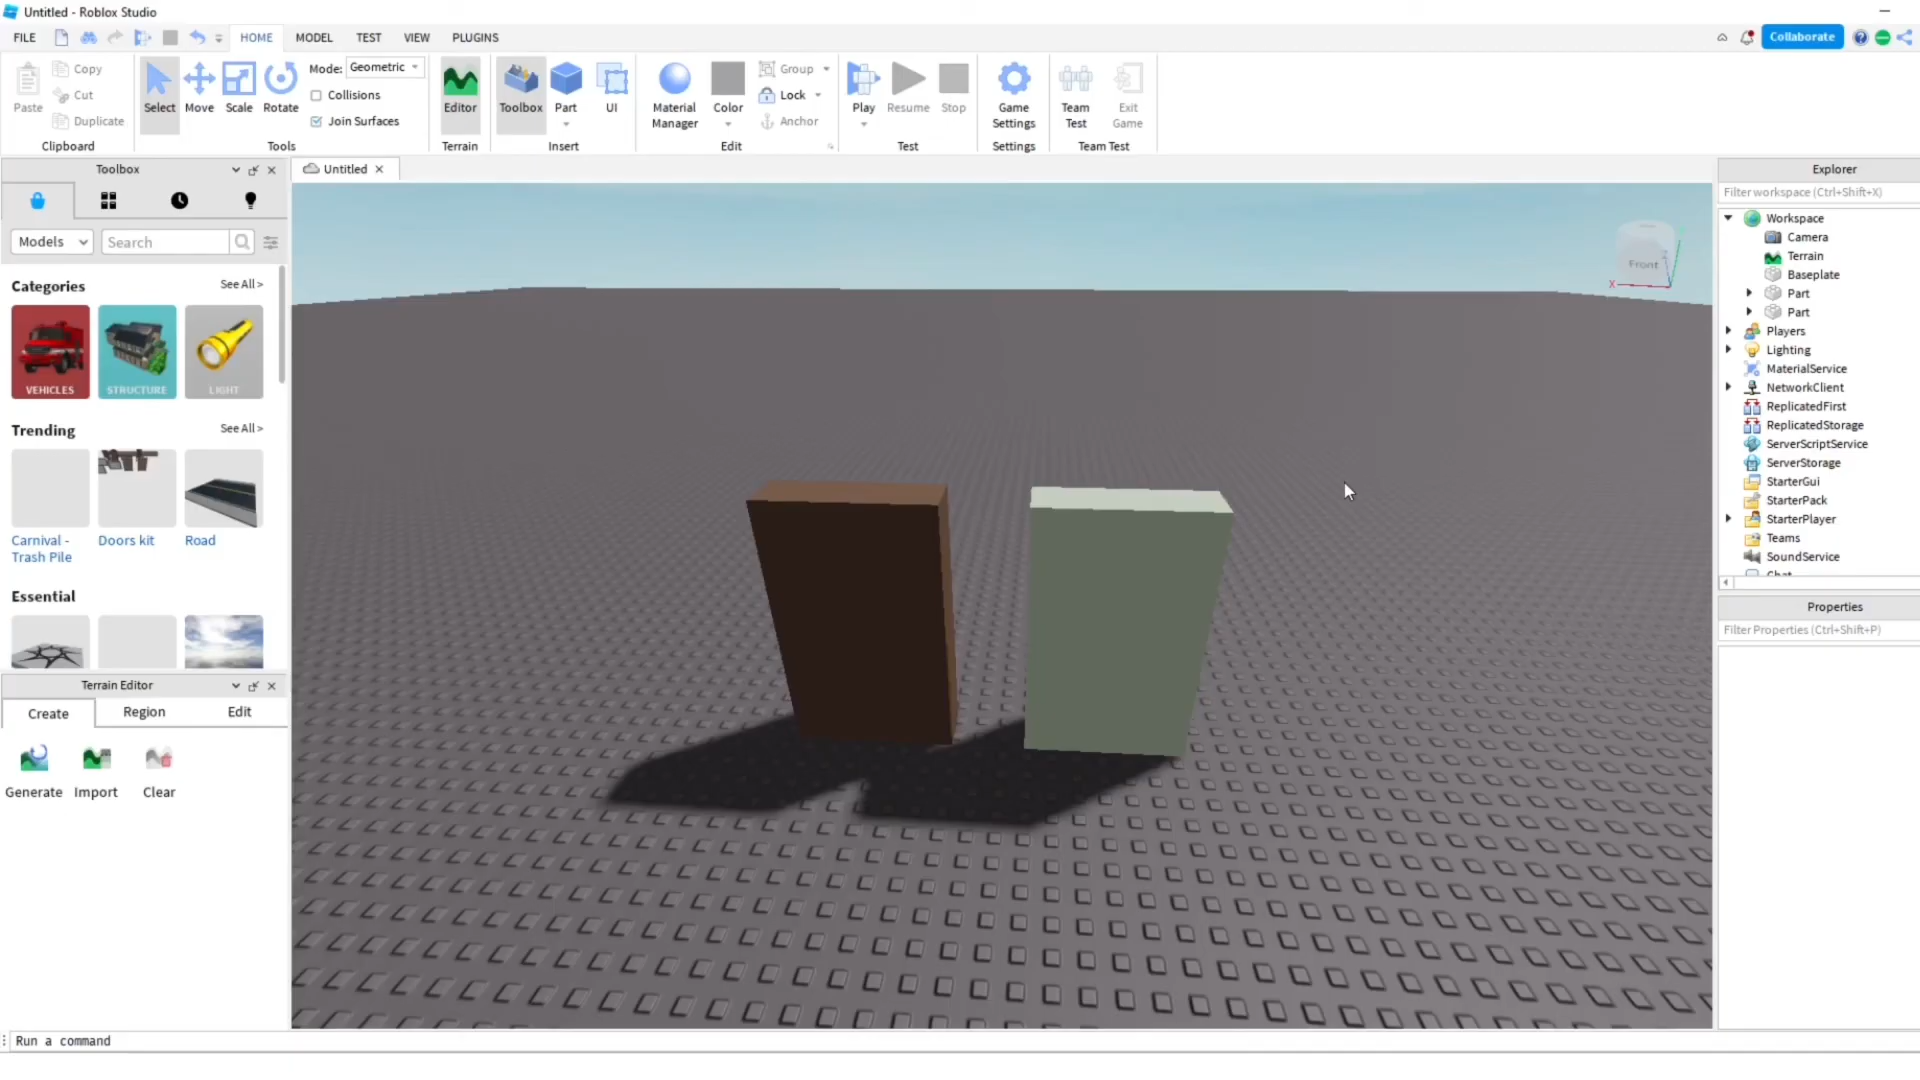 Untitled - Roblox Studio
FILE HOME MODEL TEST VIEW PLUGINS Collaborate
Paste Copy Cut Duplicate Clipboard
Select Move Scale Rotate Mode: Geometric Collisions Join Surfaces Tools
Editor Terrain
Toolbox Part UI Insert
Material Manager Color Group Lock Anchor Edit
Play Resume Stop Test
Game Settings Settings
Team Test Exit Game Team Test
Toolbox
Models Search
Categories See All >
VEHICLES STRUCTURE LIGHT
Trending See All >
Carnival - Trash Pile Doors kit Road
Essential
Terrain Editor
Create Region Edit
Generate Import Clear
Untitled
Front
X
Explorer
Filter workspace (Ctrl+Shift+X)
Workspace
Camera
Terrain
Baseplate
Part
Part
Players
Lighting
MaterialService
NetworkClient
ReplicatedFirst
ReplicatedStorage
ServerScriptService
ServerStorage
StarterGui
StarterPack
StarterPlayer
Teams
SoundService
Chat
Properties
Filter Properties (Ctrl+Shift+P)
Run a command